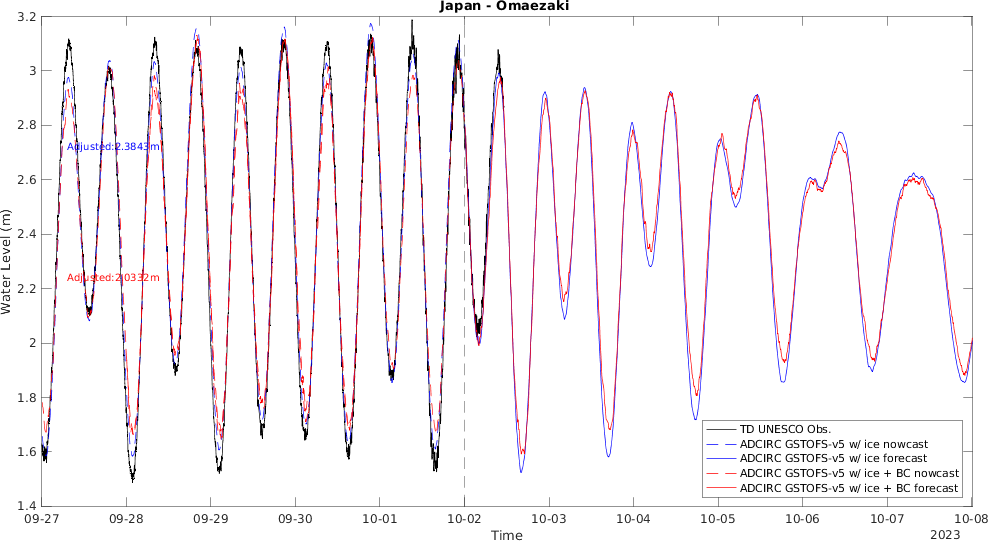 Japan - Omaezaki
3.2
3
2.8
2.6
2.4
2.2
2
1.8
1.6
1.4
Water Level (m)
Adjusted:2.3843m
Adjusted:2.0332m
TD UNESCO Obs.
ADCIRC GSTOFS-v5 w/ ice nowcast
ADCIRC GSTOFS-v5 w/ ice forecast
ADCIRC GSTOFS-v5 w/ ice + BC nowcast
ADCIRC GSTOFS-v5 w/ ice + BC forecast
09-27 09-28 09-29 09-30 10-01 10-02 10-03 10-04 10-05 10-06 10-07 10-08
Time
2023